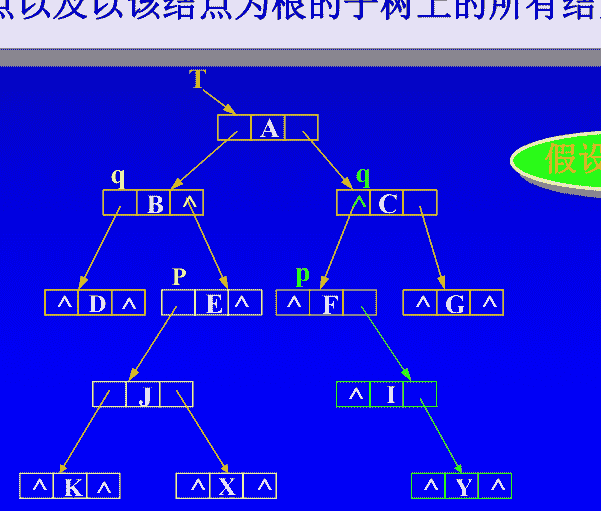 点以及以该结点为根的子树上的所有结
T
A
假设
q
q
B ^
^ C
P
p
^ D ^
E ^
^ F
^ G ^
J
^ I
^ K ^
^ X ^
^ Y ^